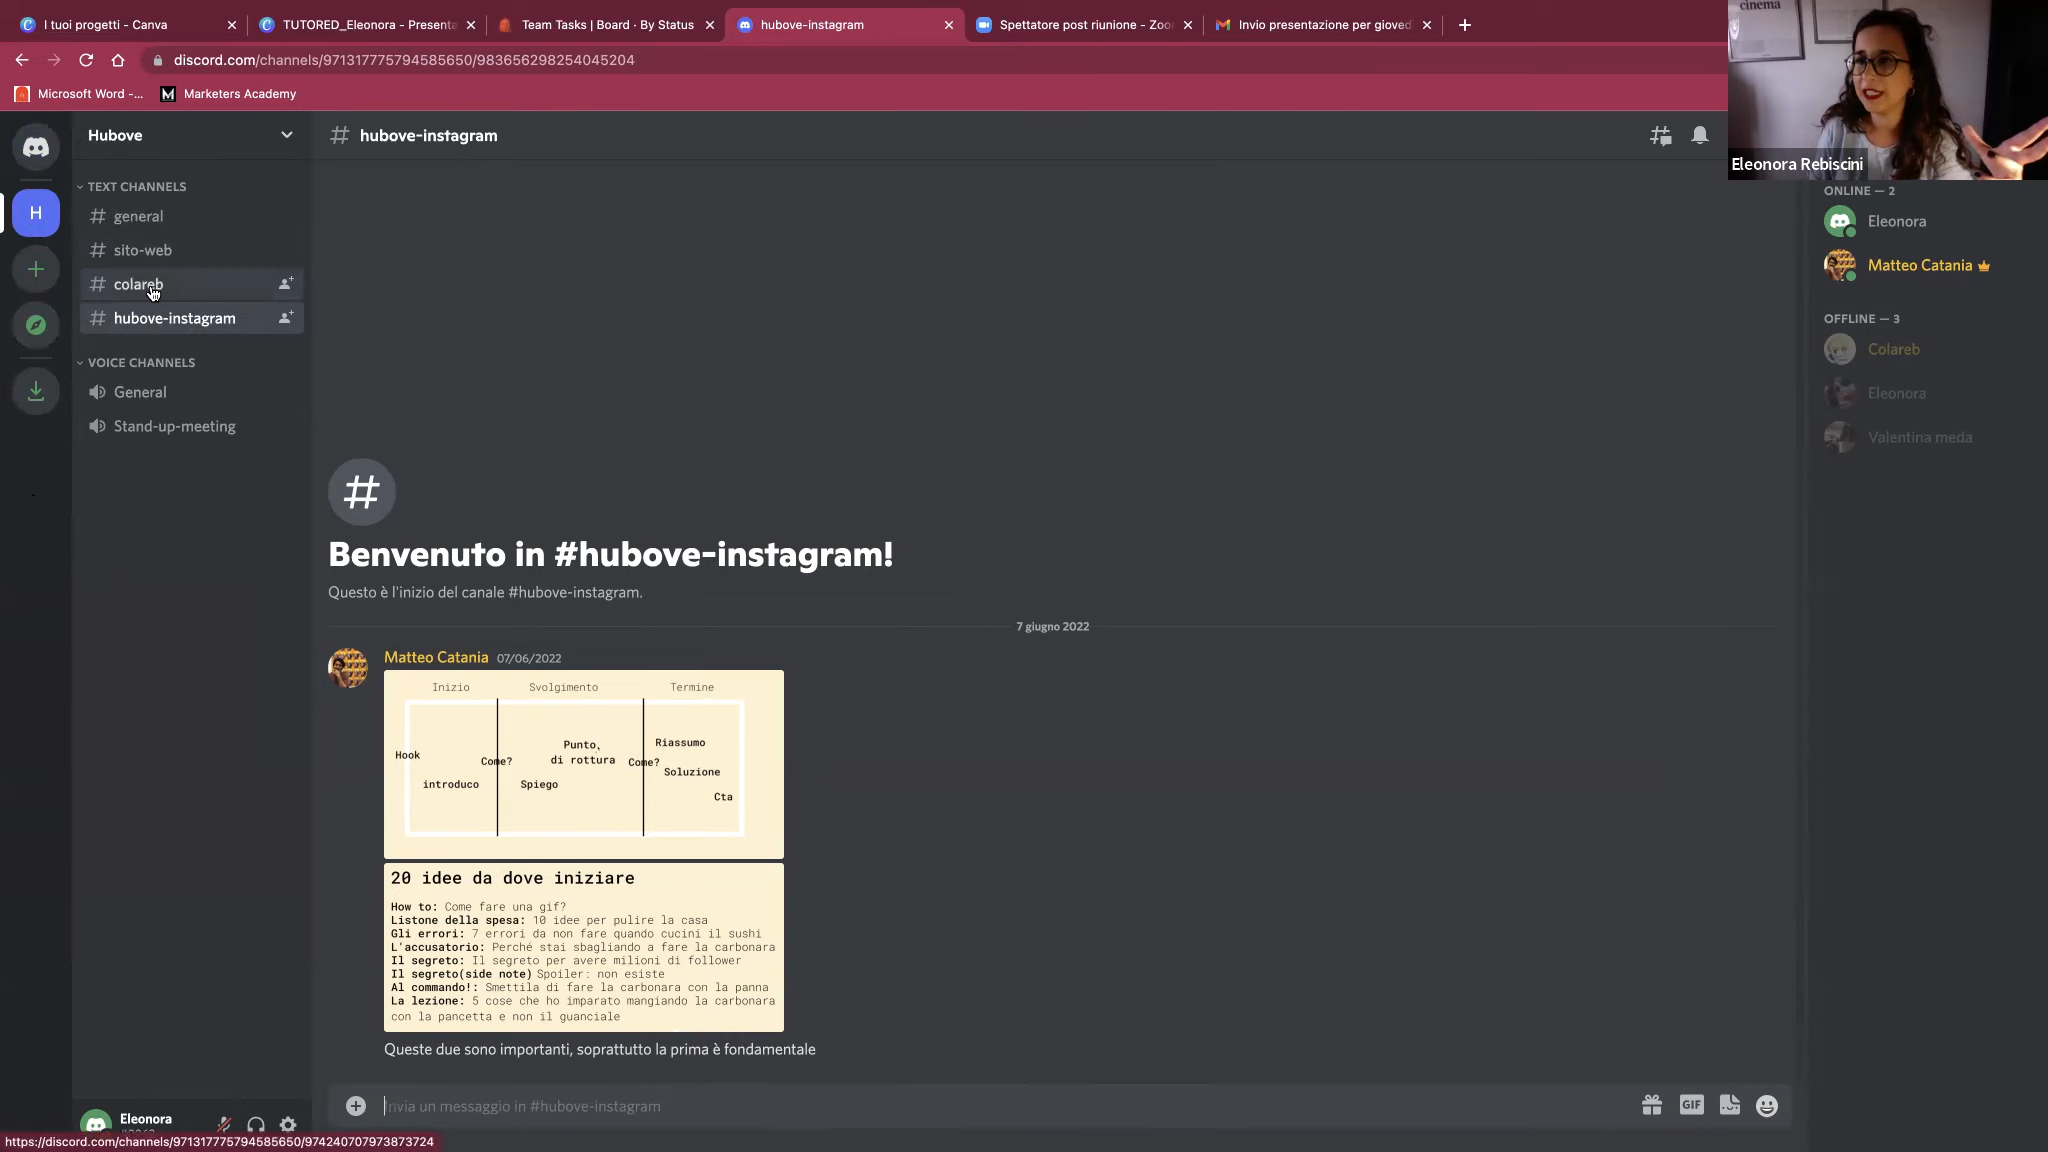 I tuoi progetti - Canva
TUTORED_Eleonora - Presenta
Team Tasks | Board · By Status
hubove-instagram
Spettatore post riunione - Zoo
Invio presentazione per gioved
cinema
discord.com/channels/971317775794585650/983656298254045204
Microsoft Word -...
Marketers Academy
Eleonora Rebiscini
Hubove
hubove-instagram
TEXT CHANNELS
general
sito-web
colareb
hubove-instagram
VOICE CHANNELS
General
Stand-up-meeting
H
Benvenuto in #hubove-instagram!
Questo è l'inizio del canale #hubove-instagram.
7 giugno 2022
Matteo Catania 07/06/2022
Inizio Svolgimento Termine
Hook
introduco
Come?
Punto,
di rottura
Spiego
Come?
Riassumo
Soluzione
Cta
20 idee da dove iniziare
How to: Come fare una gif?
Listone della spesa: 10 idee per pulire la casa
Gli errori: 7 errori da non fare quando cucini il sushi
L'accusatorio: Perché stai sbagliando a fare la carbonara
Il segreto: Il segreto per avere milioni di follower
Il segreto(side note) Spoiler: non esiste
Al commando!: Smettila di fare la carbonara con la panna
La lezione: 5 cose che ho imparato mangiando la carbonara
con la pancetta e non il guanciale
Queste due sono importanti, soprattutto la prima è fondamentale
Invia un messaggio in #hubove-instagram
GIF
ONLINE — 2
Eleonora
Matteo Catania
OFFLINE — 3
Colareb
Eleonora
Valentina meda
Eleonora
https://discord.com/channels/971317775794585650/974240707973873724